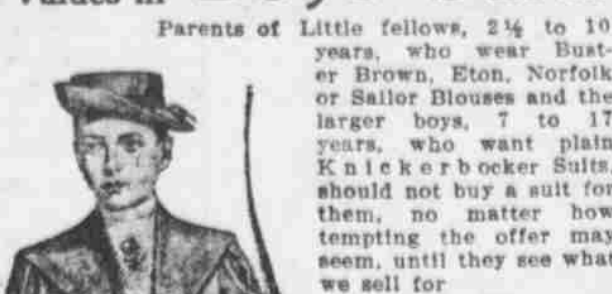 Parents of Little fellows, 2½ to 10
years, who wear Bust-
er Brown, Eton, Norfolk
or Sailor Blouses and the
larger boys, 7 to 17
years, who want plain
Knickerbocker Suits,
should not buy a suit for
them, no matter how
tempting the offer may
seem, until they see what
we sell for